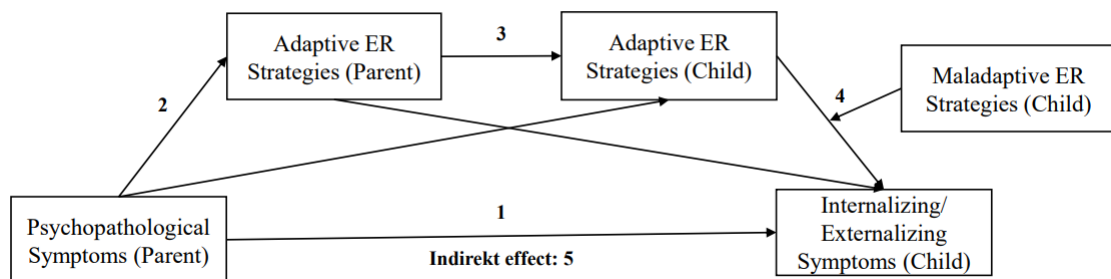 Adaptive ER
Strategies (Parent)
3
Adaptive ER
Strategies (Child)
Maladaptive ER
Strategies (Child)
2
4
Psychopathological
Symptoms (Parent)
1
Indirekt effect: 5
Internalizing/
Externalizing
Symptoms (Child)